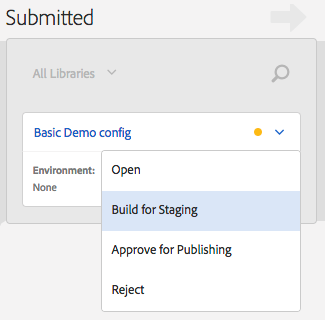 Submitted
All Libraries
Basic Demo config
Environment:
None
Open
Build for Staging
Approve for Publishing
Reject